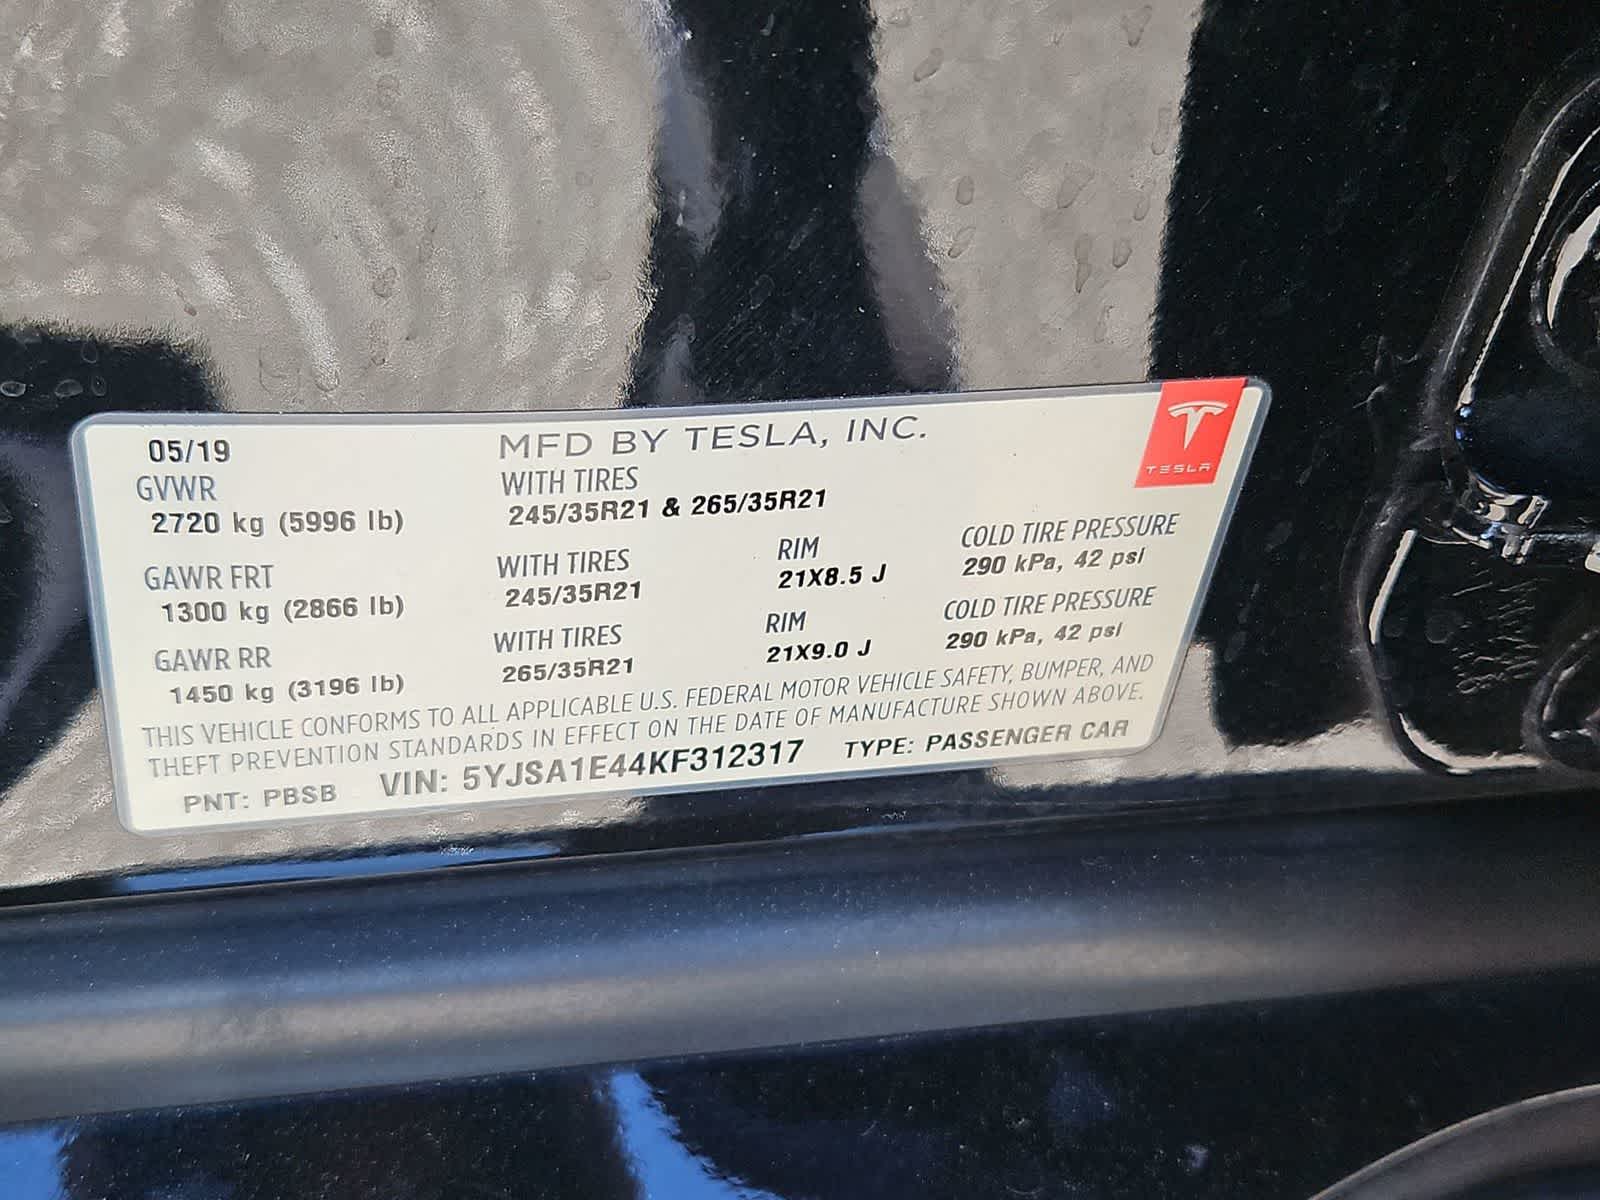 05/19 MFD BY TESLA, INC.
TESLA
GVWR WITH TIRES
2720 kg (5996 lb) 245/35R21 & 265/35R21
GAWR FRT WITH TIRES RIM COLD TIRE PRESSURE
1300 kg (2866 lb) 245/35R21 21X8.5 J 290 kPa, 42 psi
GAWR RR WITH TIRES RIM COLD TIRE PRESSURE
1450 kg (3196 lb) 265/35R21 21X9.0 J 290 kPa, 42 psi
THIS VEHICLE CONFORMS TO ALL APPLICABLE U.S. FEDERAL MOTOR VEHICLE SAFETY, BUMPER, AND
THEFT PREVENTION STANDARDS IN EFFECT ON THE DATE OF MANUFACTURE SHOWN ABOVE.
PNT: PBSB VIN: 5YJSA1E44KF312317 TYPE: PASSENGER CAR